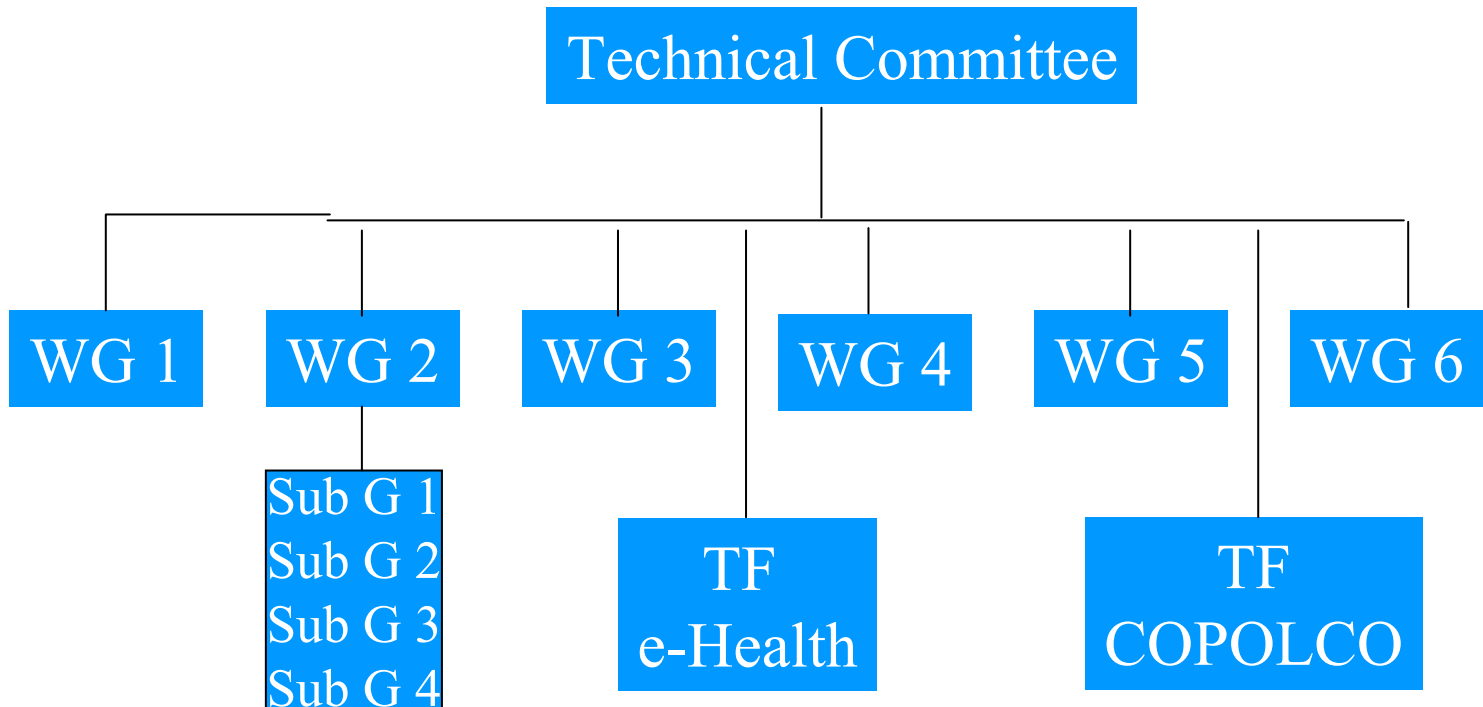 Technical Committee
WG 1
WG 2
WG 3
WG 4
WG 5
WG 6
Sub G 1
Sub G 2
Sub G 3
Sub G 4
TF
e-Health
TF
COPOLCO